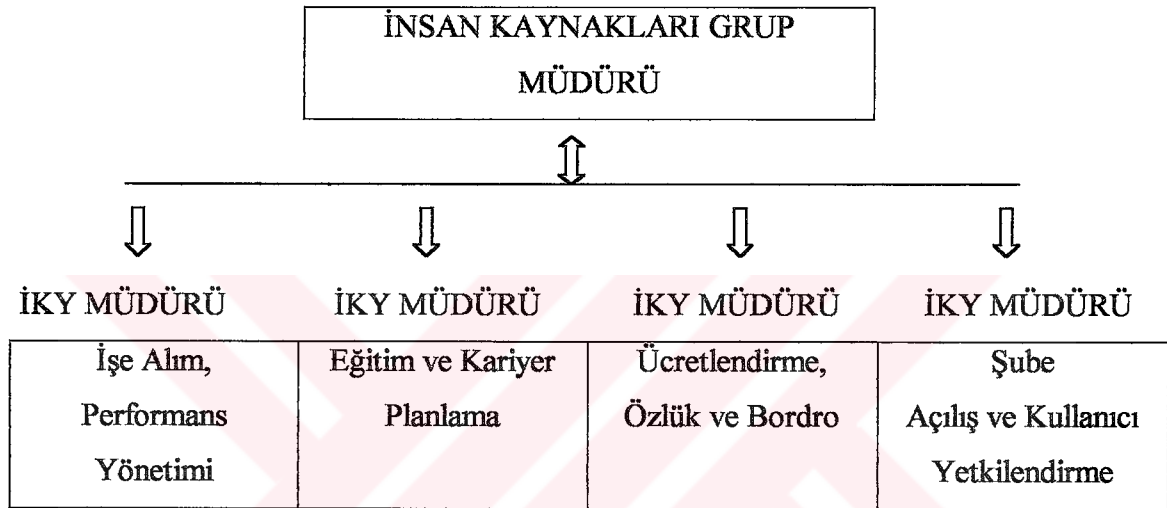 İNSAN KAYNAKLARI GRUP
MÜDÜRÜ
İKY MÜDÜRÜ
İşe Alım,
Performans
Yönetimi
İKY MÜDÜRÜ
Eğitim ve Kariyer
Planlama
İKY MÜDÜRÜ
Ücretlendirme,
Özlük ve Bordro
İKY MÜDÜRÜ
Şube
Açılış ve Kullanıcı
Yetkilendirme